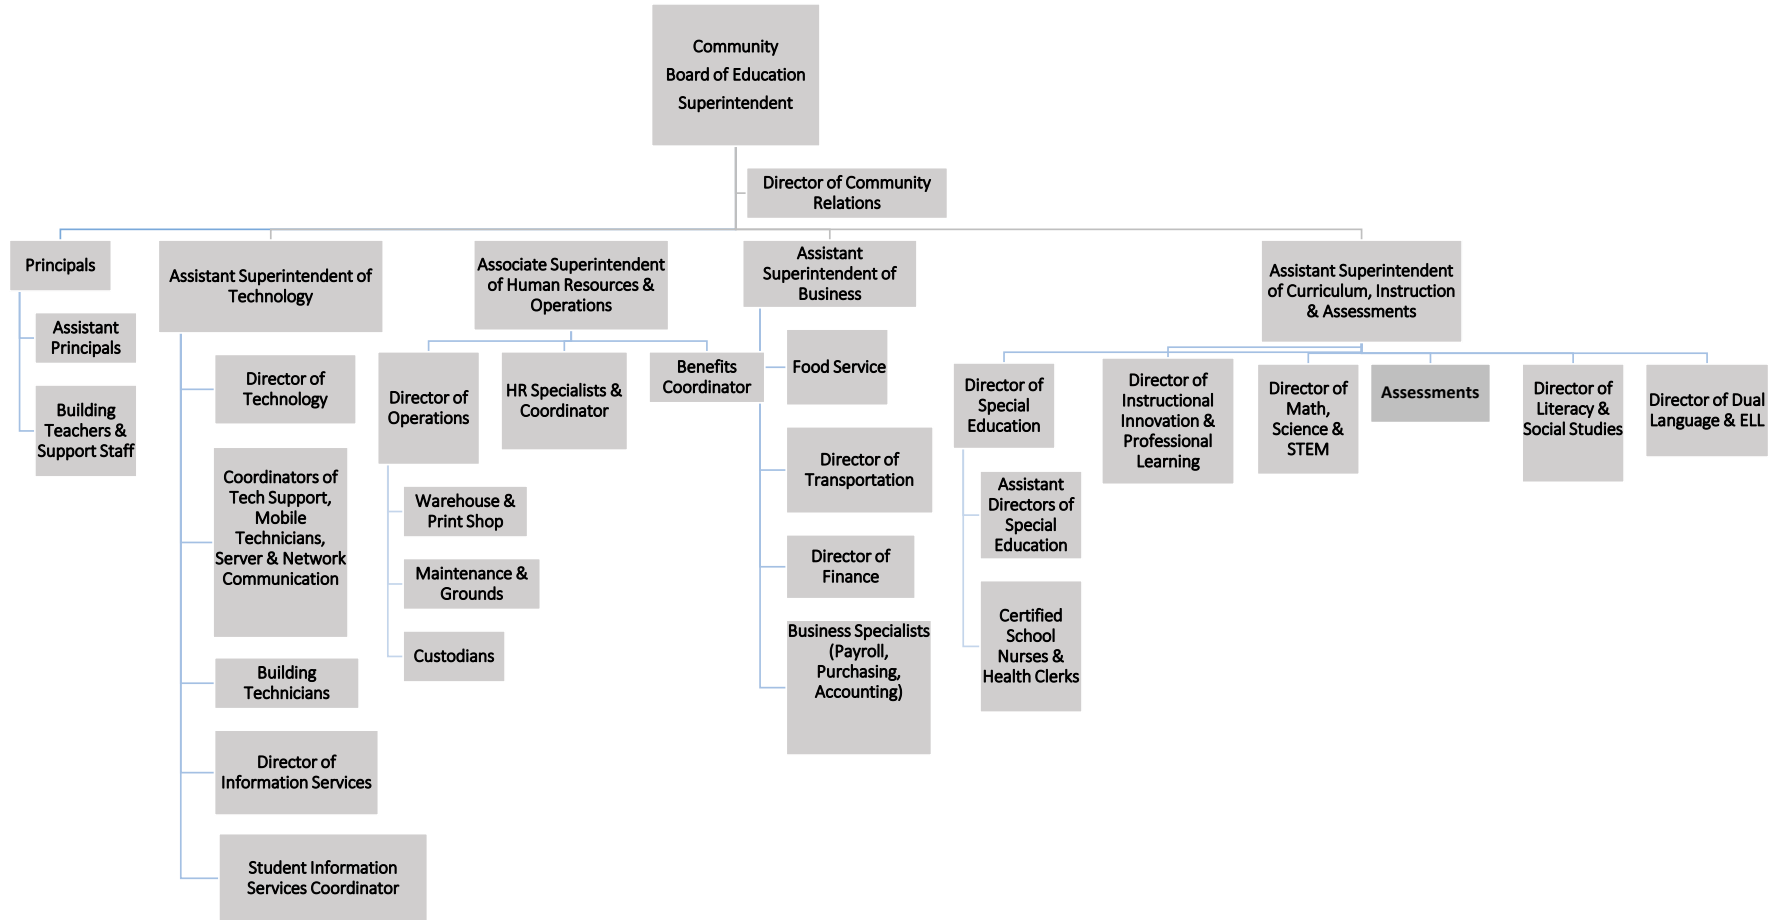 Community
Board of Education
Superintendent
Director of Community
Relations
Principals
Assistant
Principals
Building
Teachers &
Support Staff
Assistant Superintendent of
Technology
Director of
Technology
Coordinators of
Tech Support,
Mobile
Technicians,
Server & Network
Communication
Building
Technicians
Director of
Information Services
Student Information
Services Coordinator
Associate Superintendent
of Human Resources &
Operations
Director of
Operations
Warehouse &
Print Shop
Maintenance &
Grounds
Custodians
HR Specialists &
Coordinator
Benefits
Coordinator
Assistant
Superintendent of
Business
Food Service
Director of
Transportation
Director of
Finance
Business Specialists
(Payroll,
Purchasing,
Accounting)
Assistant Superintendent
of Curriculum, Instruction
& Assessments
Director of
Special
Education
Assistant
Directors of
Special
Education
Certified
School
Nurses &
Health Clerks
Director of
Instructional
Innovation &
Professional
Learning
Director of
Math,
Science &
STEM
Assessments
Director of
Literacy &
Social Studies
Director of Dual
Language & ELL